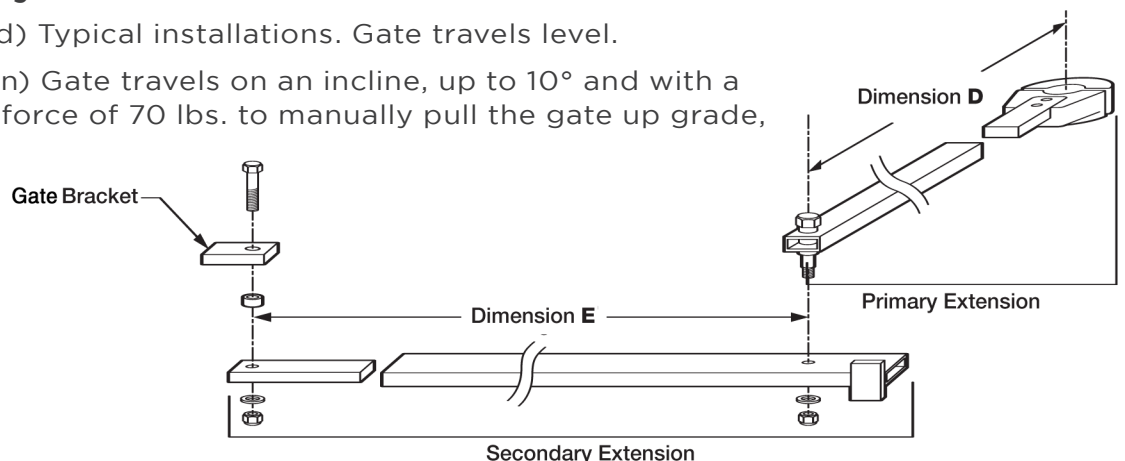 d) Typical installations. Gate travels level.
n) Gate travels on an incline, up to 10° and with a
force of 70 lbs. to manually pull the gate up grade,
Dimension D
Gate Bracket
Dimension E
Primary Extension
Secondary Extension